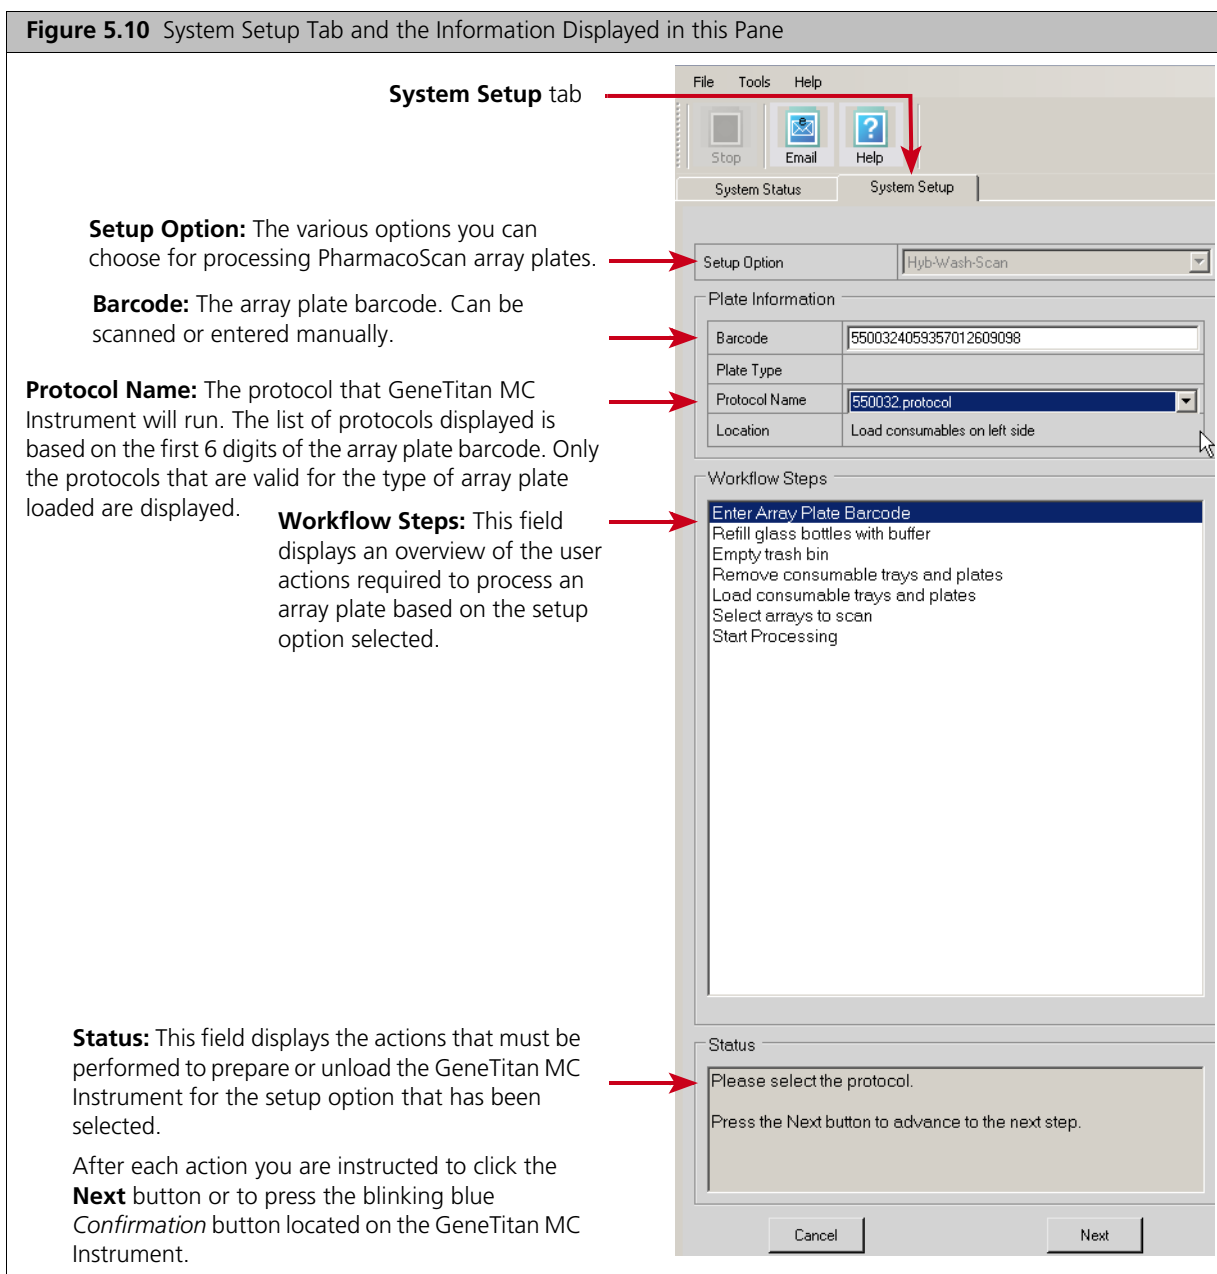 Figure 5.10 System Setup Tab and the Information Displayed in this Pane
System Setup tab
File Tools Help
Stop Email Help
System Status System Setup
Setup Option: The various options you can
choose for processing PharmacoScan array plates.
Setup Option Hyb-Wash-Scan
Plate Information
Barcode: The array plate barcode. Can be
scanned or entered manually.
Barcode 5500324059357012609098
Plate Type
Protocol Name: The protocol that GeneTitan MC
Instrument will run. The list of protocols displayed is
based on the first 6 digits of the array plate barcode. Only
the protocols that are valid for the type of array plate
loaded are displayed.
Protocol Name 550032.protocol
Location Load consumables on left side
Workflow Steps: This field
displays an overview of the user
actions required to process an
array plate based on the setup
option selected.
Workflow Steps
Enter Array Plate Barcode
Refill glass bottles with buffer
Empty trash bin
Remove consumable trays and plates
Load consumable trays and plates
Select arrays to scan
Start Processing
Status: This field displays the actions that must be
performed to prepare or unload the GeneTitan MC
Instrument for the setup option that has been
selected.
After each action you are instructed to click the
Next button or to press the blinking blue
Confirmation button located on the GeneTitan MC
Instrument.
Status
Please select the protocol.
Press the Next button to advance to the next step.
Cancel Next